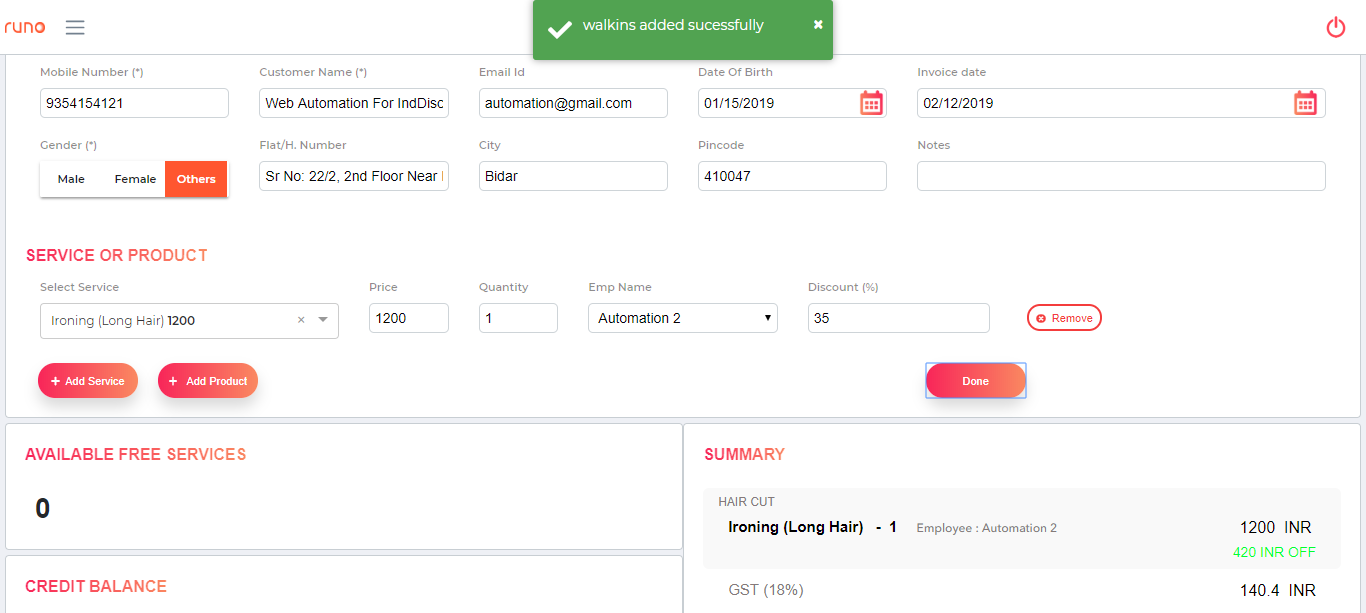 runo
walkins added sucessfully
×
Mobile Number (*) Customer Name (*) Email Id Date Of Birth Invoice date
9354154121 Web Automation For IndDisc automation@gmail.com 01/15/2019 02/12/2019
Gender (*) Flat/H. Number City Pincode Notes
Male Female Others Sr No: 22/2, 2nd Floor Near Bidar 410047
SERVICE OR PRODUCT
Select Service Price Quantity Emp Name Discount (%)
Ironing (Long Hair) 1200 × 1200 1 Automation 2 35 Remove
+ Add Service + Add Product Done
AVAILABLE FREE SERVICES
0
CREDIT BALANCE
SUMMARY
HAIR CUT
Ironing (Long Hair) - 1 Employee : Automation 2 1200 INR
420 INR OFF
GST (18%) 140.4 INR